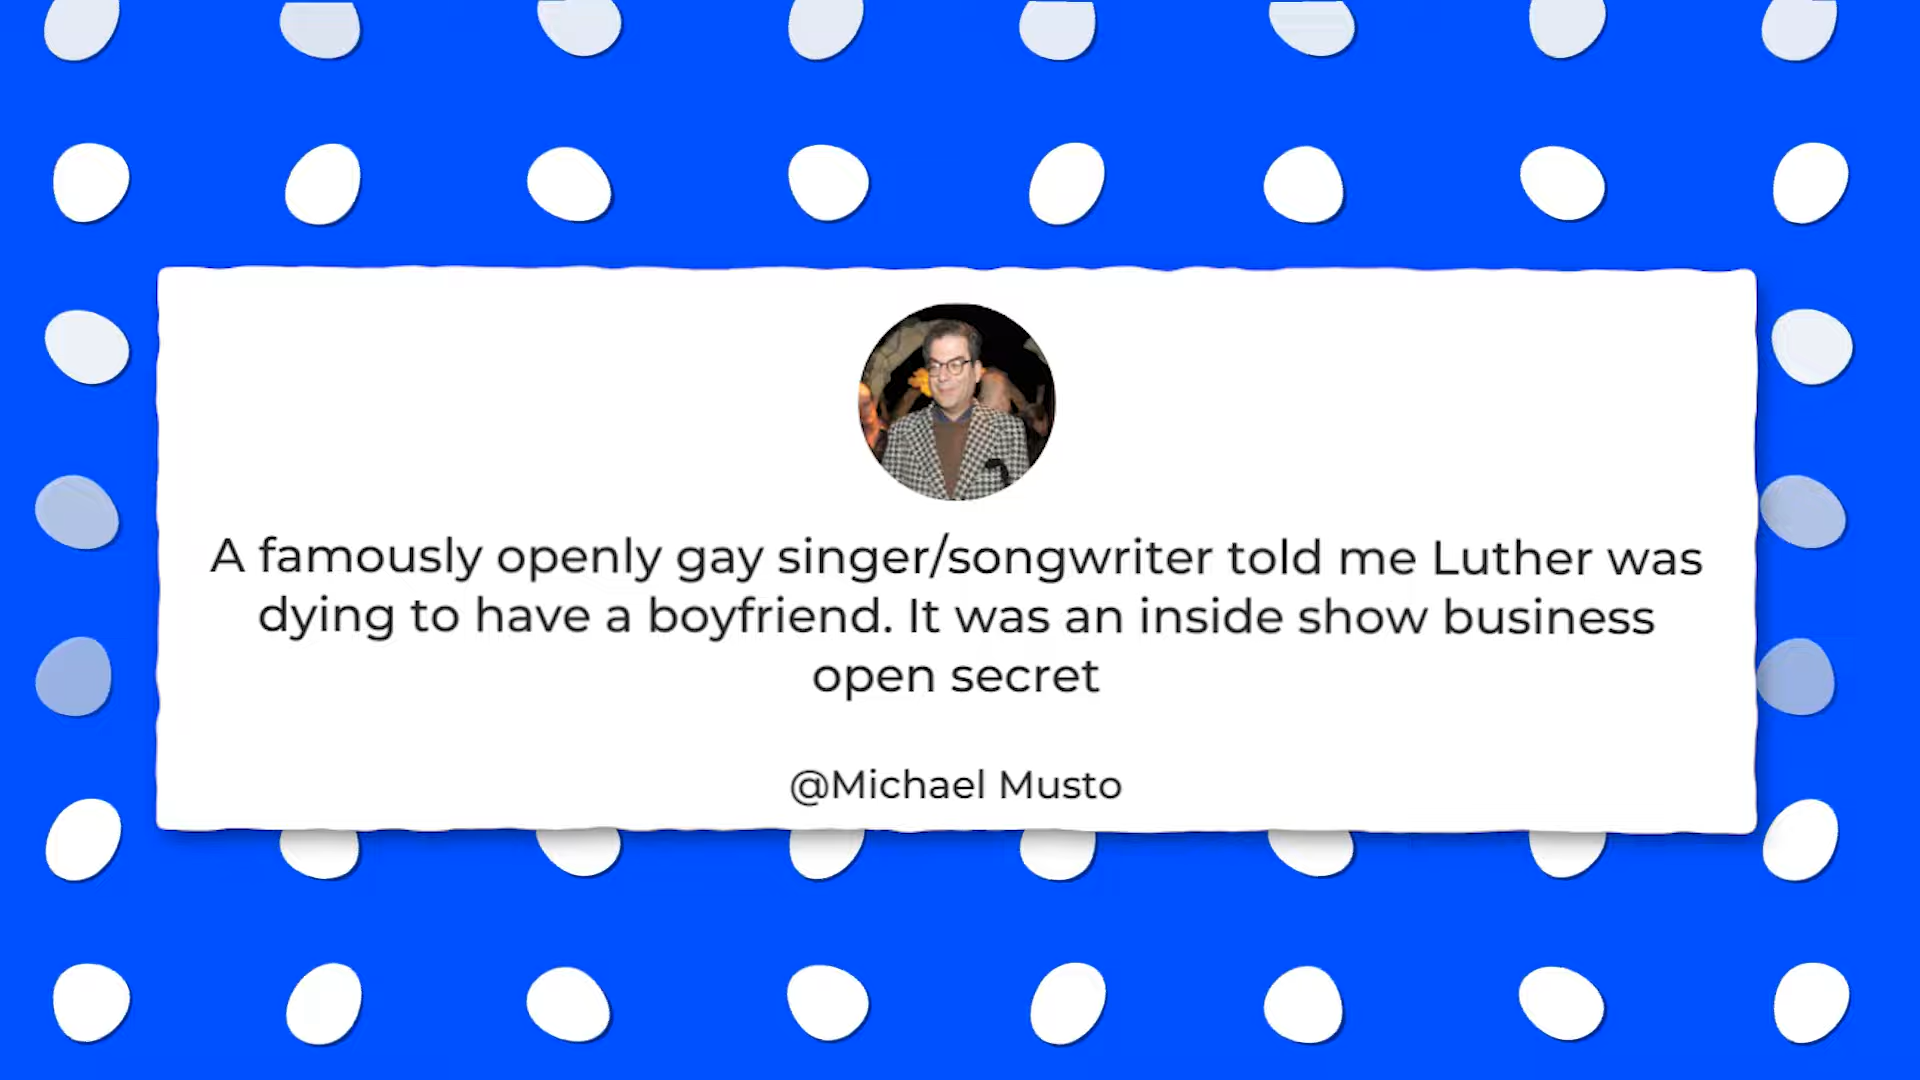 A famously openly gay singer/songwriter told me Luther was
dying to have a boyfriend. It was an inside show business
open secret
@Michael Musto